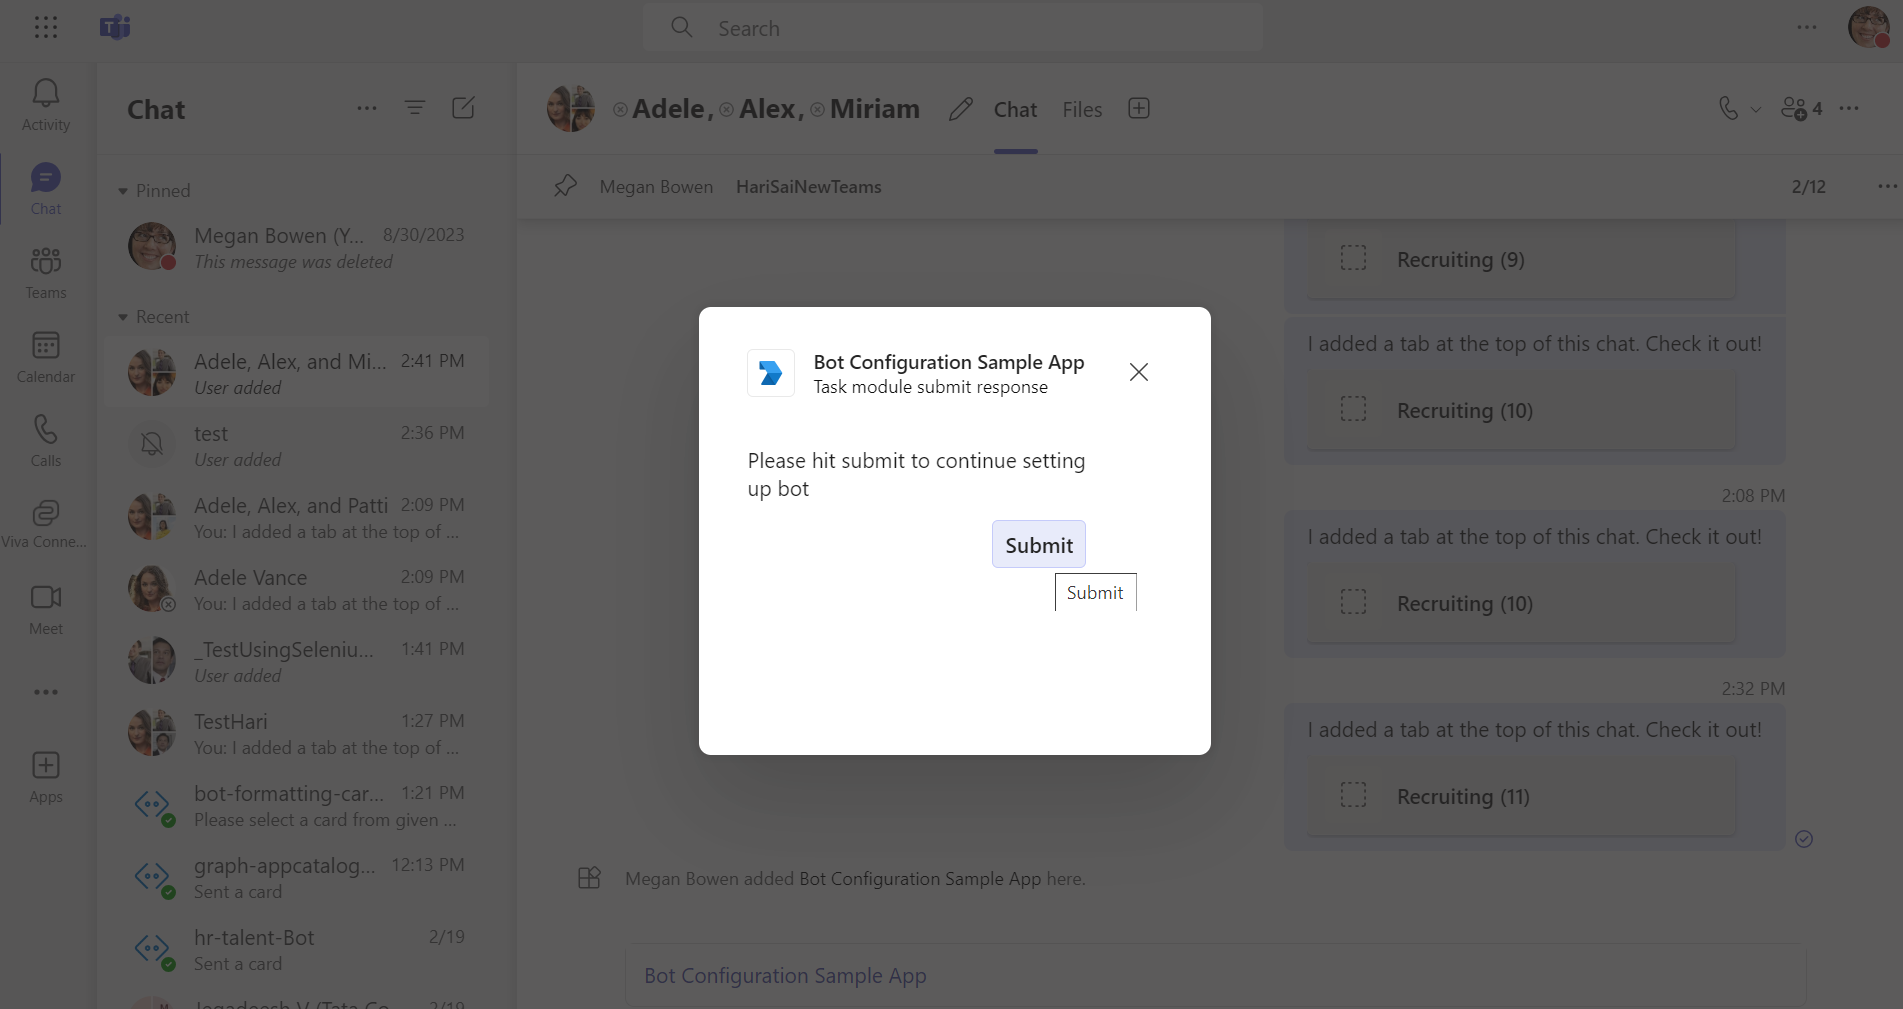 Search
Activity
Chat
Teams
Calendar
Calls
Viva Conne...
Meet
Apps
Chat
Pinned
Megan Bowen (Y... 8/30/2023
This message was deleted
Recent
Adele, Alex, and Mi... 2:41 PM
User added
test 2:36 PM
User added
Adele, Alex, and Patti 2:09 PM
You: I added a tab at the top of ...
Adele Vance 2:09 PM
You: I added a tab at the top of ...
_TestUsingSeleniu... 1:41 PM
User added
TestHari 1:27 PM
You: I added a tab at the top of ...
bot-formatting-car... 1:21 PM
Please select a card from given ...
graph-appcatalog... 12:13 PM
Sent a card
hr-talent-Bot 2/19
Sent a card
Adele, Alex, Miriam Chat Files 4
Megan Bowen HariSaiNewTeams 2/12
Recruiting (9)
I added a tab at the top of this chat. Check it out!
Recruiting (10)
2:08 PM
I added a tab at the top of this chat. Check it out!
Recruiting (10)
2:32 PM
I added a tab at the top of this chat. Check it out!
Recruiting (11)
Megan Bowen added Bot Configuration Sample App here.
Bot Configuration Sample App
Bot Configuration Sample App
Task module submit response
Please hit submit to continue setting
up bot
Submit
Submit